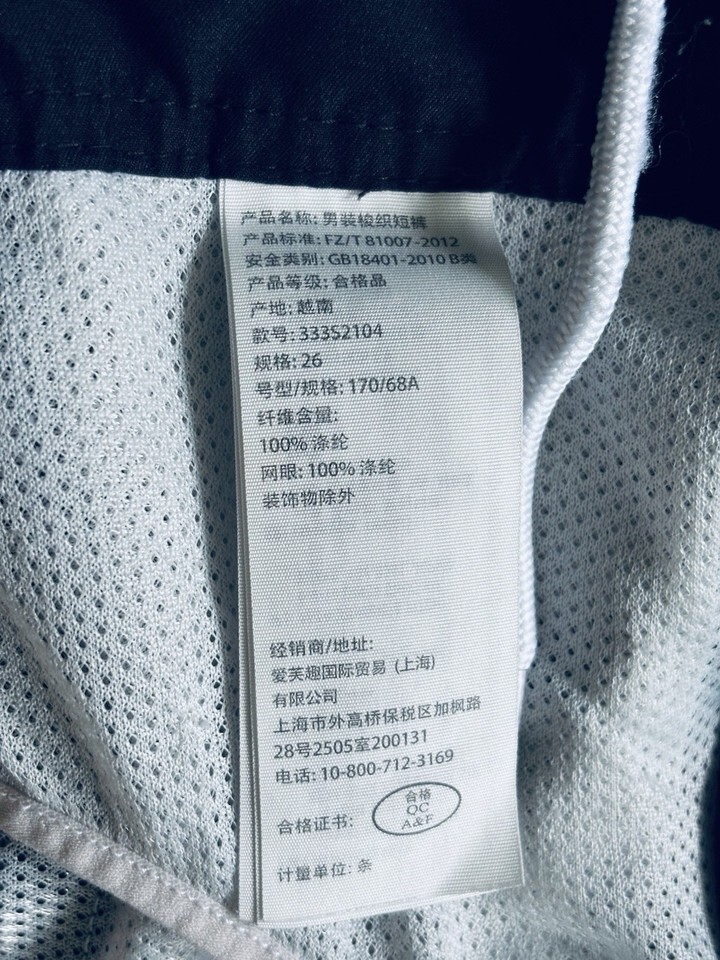 产品名称: 男装梭织短裤
产品标准: FZ/T 81007-2012
安全类别: GB18401-2010 B类
产品等级: 合格品
产地: 越南
款号: 333S2104
规格: 26
号型/规格: 170/68A
纤维含量:
100% 涤纶
网眼: 100% 涤纶
装饰物除外
经销商/地址:
爱芙趣国际贸易 (上海)
有限公司
上海市外高桥保税区加枫路
28号2505室200131
电话: 10-800-712-3169
合格证书:
合格
QC
A&F
计量单位: 条